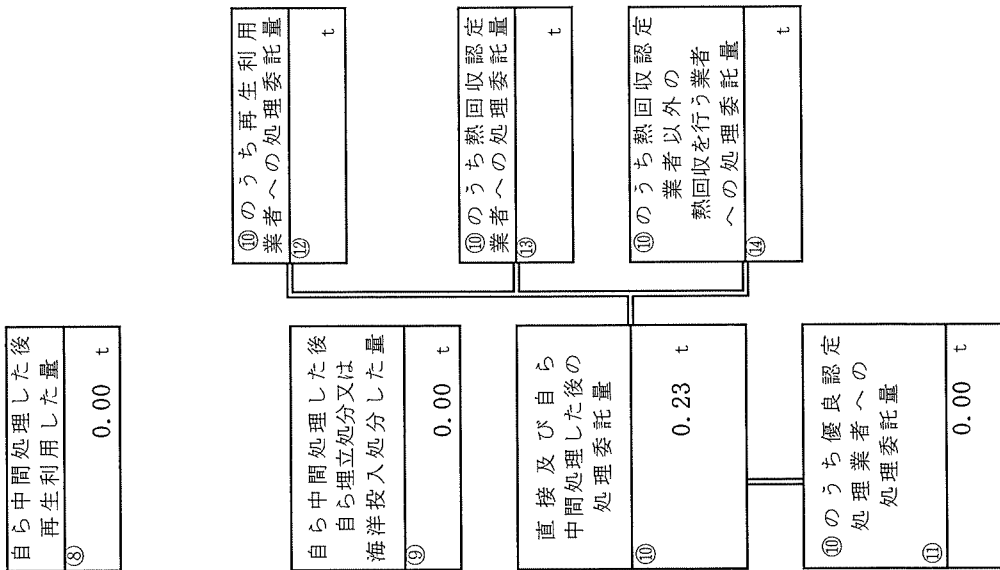 自ら中間処理した後
再生利用した量
⑧
0.00 t
自ら中間処理した後
自ら埋立処分又は
海洋投入処分した量
⑨
0.00 t
直接及び自ら
中間処理した後の
処理委託量
⑩
0.23 t
⑩のうち優良認定
処理業者への
処理委託量
⑪
0.00 t
⑩のうち再生利用
業者への処理委託量
⑫
t
⑩のうち熱回収認定
業者への処理委託量
⑬
t
⑩のうち熱回収認定
業者以外の
熱回収を行う業者
への処理委託量
⑭
t